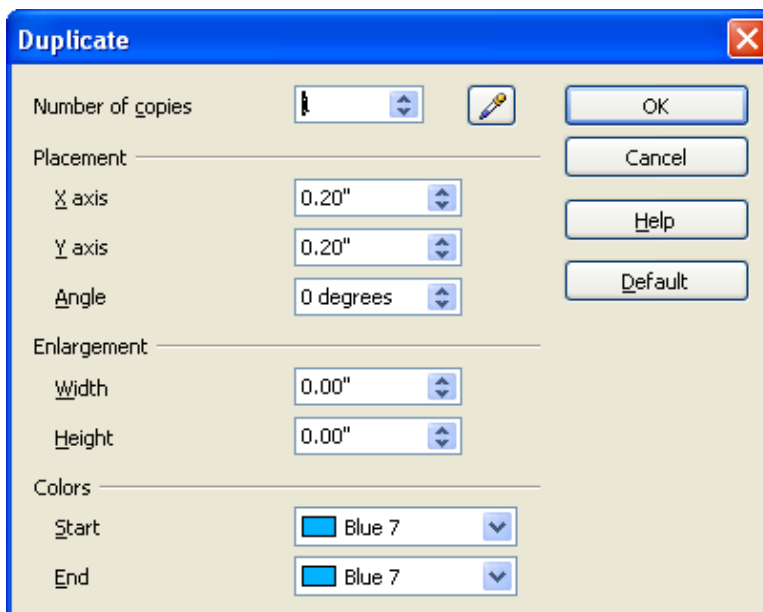 Duplicate
Number of copies
OK
Placement
Cancel
X axis 0.20"
Help
Y axis 0.20"
Default
Angle 0 degrees
Enlargement
Width 0.00"
Height 0.00"
Colors
Start Blue 7
End Blue 7